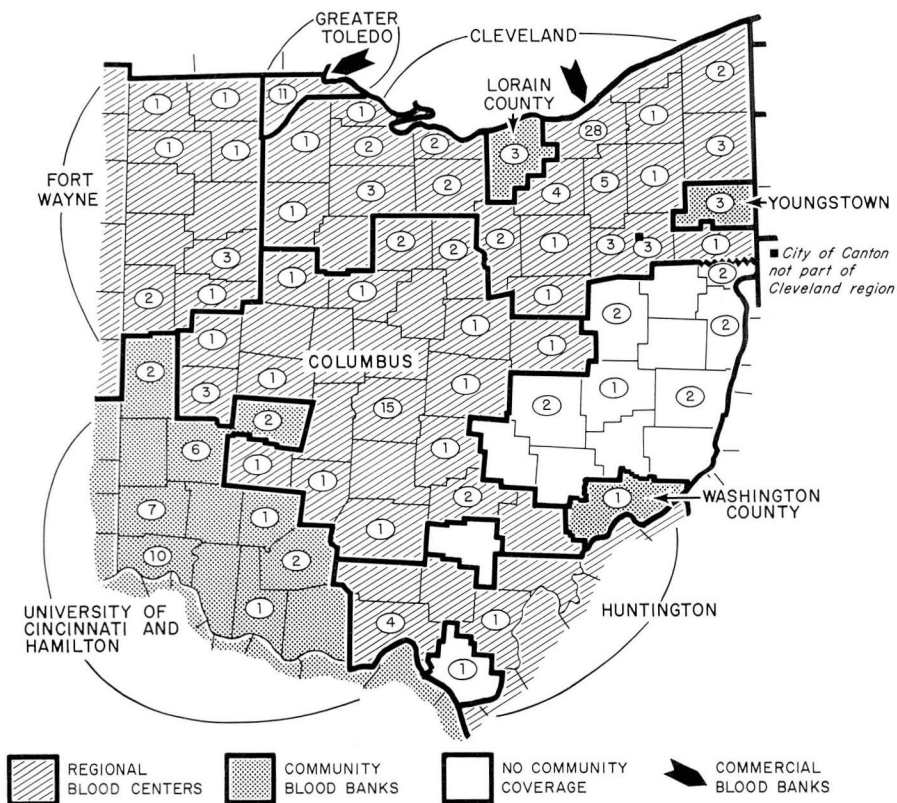 GREATER
TOLEDO
CLEVELAND
LORAIN
COUNTY
FORT
WAYNE
YOUNGSTOWN
■ City of Canton
not part of
Cleveland region
COLUMBUS
WASHINGTON
COUNTY
UNIVERSITY OF
CINCINNATI AND
HAMILTON
HUNTINGTON
11
2
1
1
1
1
28
1
1
2
2
3
1
1
3
2
4
5
1
3
1
2
2
2
1
3
3
1
3
1
1
1
2
2
1
2
1
1
1
2
2
3
1
1
1
2
2
15
2
6
1
1
1
2
1
7
1
1
10
2
4
1
1
1
REGIONAL
BLOOD CENTERS
COMMUNITY
BLOOD BANKS
NO COMMUNITY
COVERAGE
COMMERCIAL
BLOOD BANKS